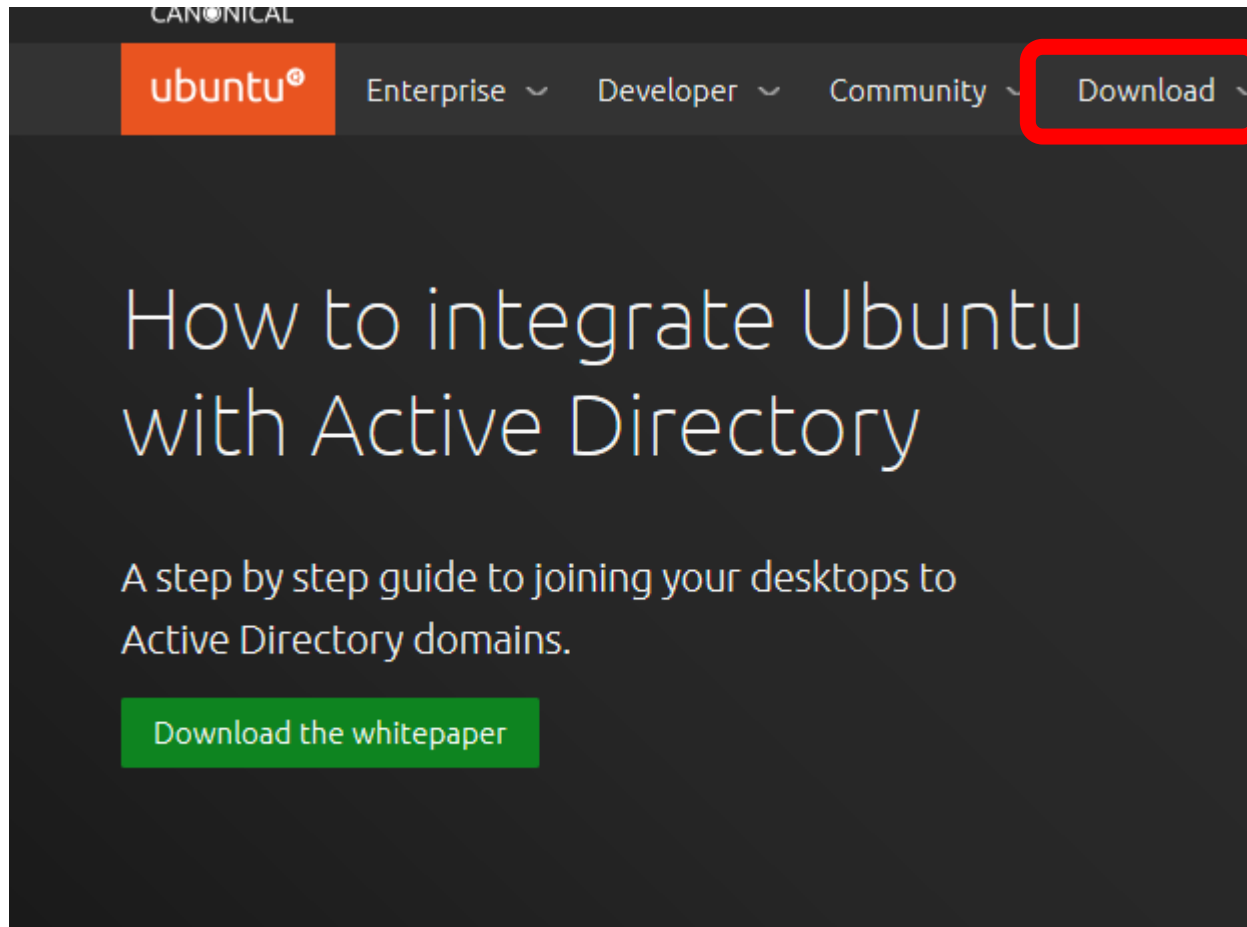 CANONICAL
ubuntu® Enterprise Developer Community Download
How to integrate Ubuntu
with Active Directory
A step by step guide to joining your desktops to
Active Directory domains.
Download the whitepaper